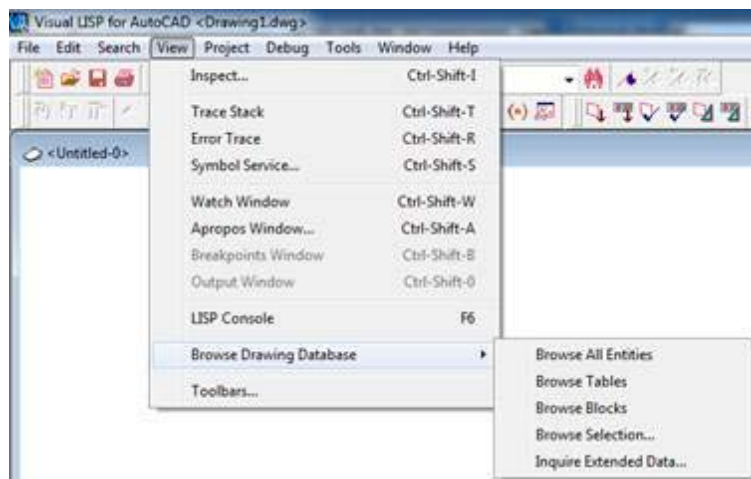 Visual LISP for AutoCAD <Drawing1.dwg>
File Edit Search View Project Debug Tools Window Help
Inspect... Ctrl-Shift-I
Trace Stack Ctrl-Shift-T
Error Trace Ctrl-Shift-R
Symbol Service... Ctrl-Shift-S
<Untitled-0>
Watch Window Ctrl-Shift-W
Apropos Window... Ctrl-Shift-A
Breakpoints Window Ctrl-Shift-B
Output Window Ctrl-Shift-0
LISP Console F6
Browse Drawing Database
Browse All Entities
Browse Tables
Browse Blocks
Browse Selection...
Inquire Extended Data...
Toolbars...